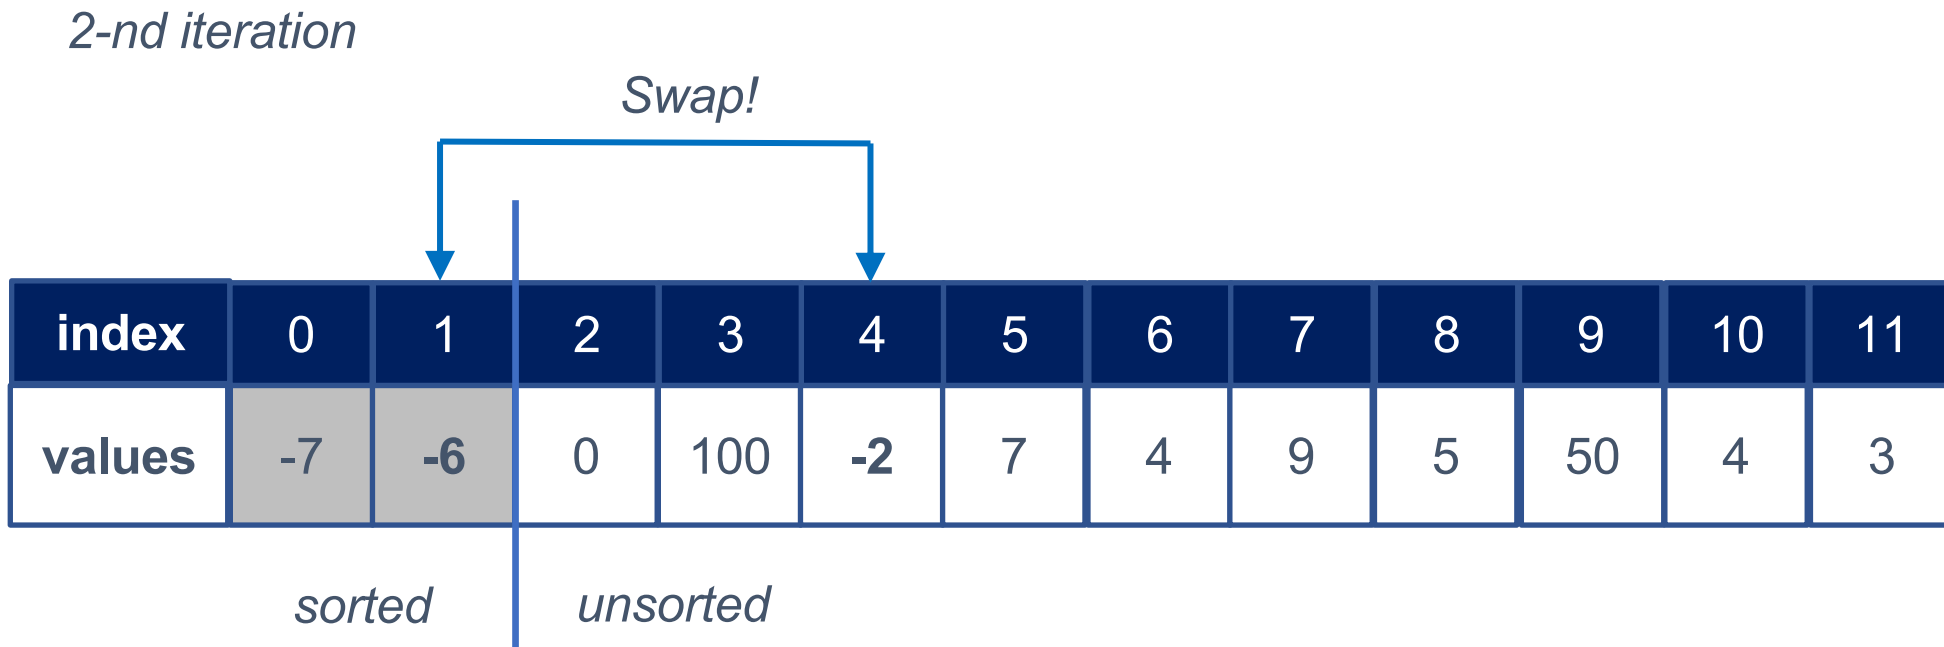 2-nd iteration
Swap!
index 0 1 2 3 4 5 6 7 8 9 10 11
values -7 -6 0 100 -2 7 4 9 5 50 4 3
sorted unsorted